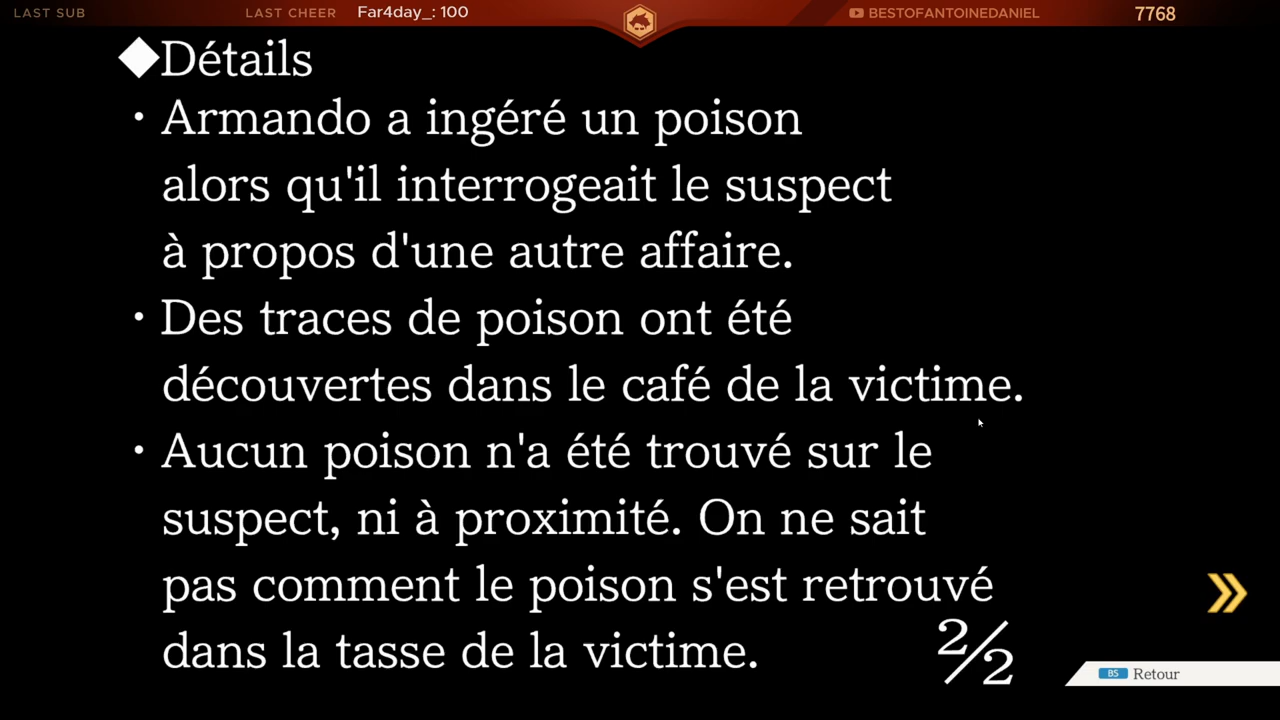 LAST SUB LAST CHEER Far4day_: 100 BESTOFANTOINEDANIEL 7768
◆Détails
・Armando a ingéré un poison
alors qu'il interrogeait le suspect
à propos d'une autre affaire.
・Des traces de poison ont été
découvertes dans le café de la victime.
・Aucun poison n'a été trouvé sur le
suspect, ni à proximité. On ne sait
pas comment le poison s'est retrouvé
dans la tasse de la victime.
2/2
BS Retour